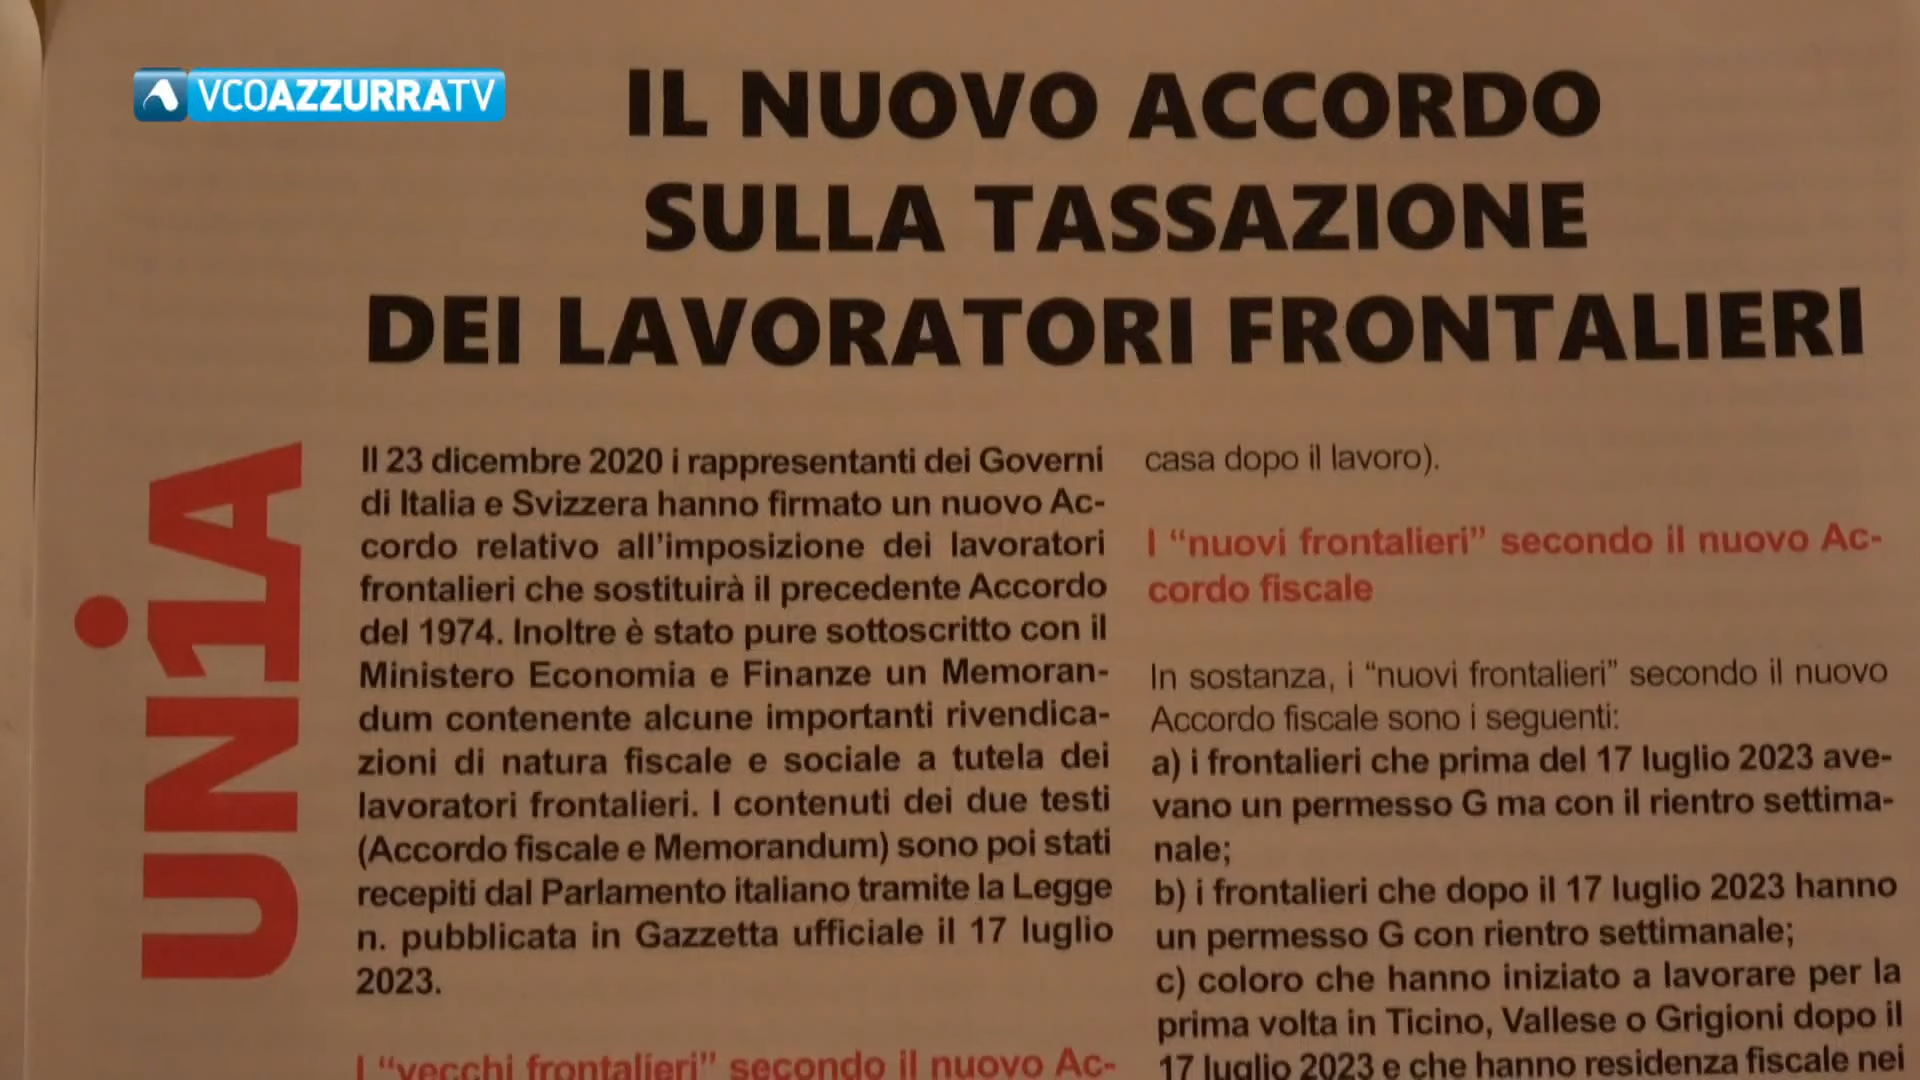 VCOAZZURRATV
IL NUOVO ACCORDO
SULLA TASSAZIONE
DEI LAVORATORI FRONTALIERI
UNiA
Il 23 dicembre 2020 i rappresentanti dei Governi
di Italia e Svizzera hanno firmato un nuovo Ac-
cordo relativo all'imposizione dei lavoratori
frontalieri che sostituirà il precedente Accordo
del 1974. Inoltre è stato pure sottoscritto con il
Ministero Economia e Finanze un Memoran-
dum contenente alcune importanti rivendica-
zioni di natura fiscale e sociale a tutela dei
lavoratori frontalieri. I contenuti dei due testi
(Accordo fiscale e Memorandum) sono poi stati
recepiti dal Parlamento italiano tramite la Legge
n. pubblicata in Gazzetta ufficiale il 17 luglio
2023.
I “vecchi frontalieri” secondo il nuovo Ac-
casa dopo il lavoro).
I “nuovi frontalieri” secondo il nuovo Ac-
cordo fiscale
In sostanza, i “nuovi frontalieri” secondo il nuovo
Accordo fiscale sono i seguenti:
a) i frontalieri che prima del 17 luglio 2023 ave-
vano un permesso G ma con il rientro settima-
nale;
b) i frontalieri che dopo il 17 luglio 2023 hanno
un permesso G con rientro settimanale;
c) coloro che hanno iniziato a lavorare per la
prima volta in Ticino, Vallese o Grigioni dopo il
17 luglio 2023 e che hanno residenza fiscale nei